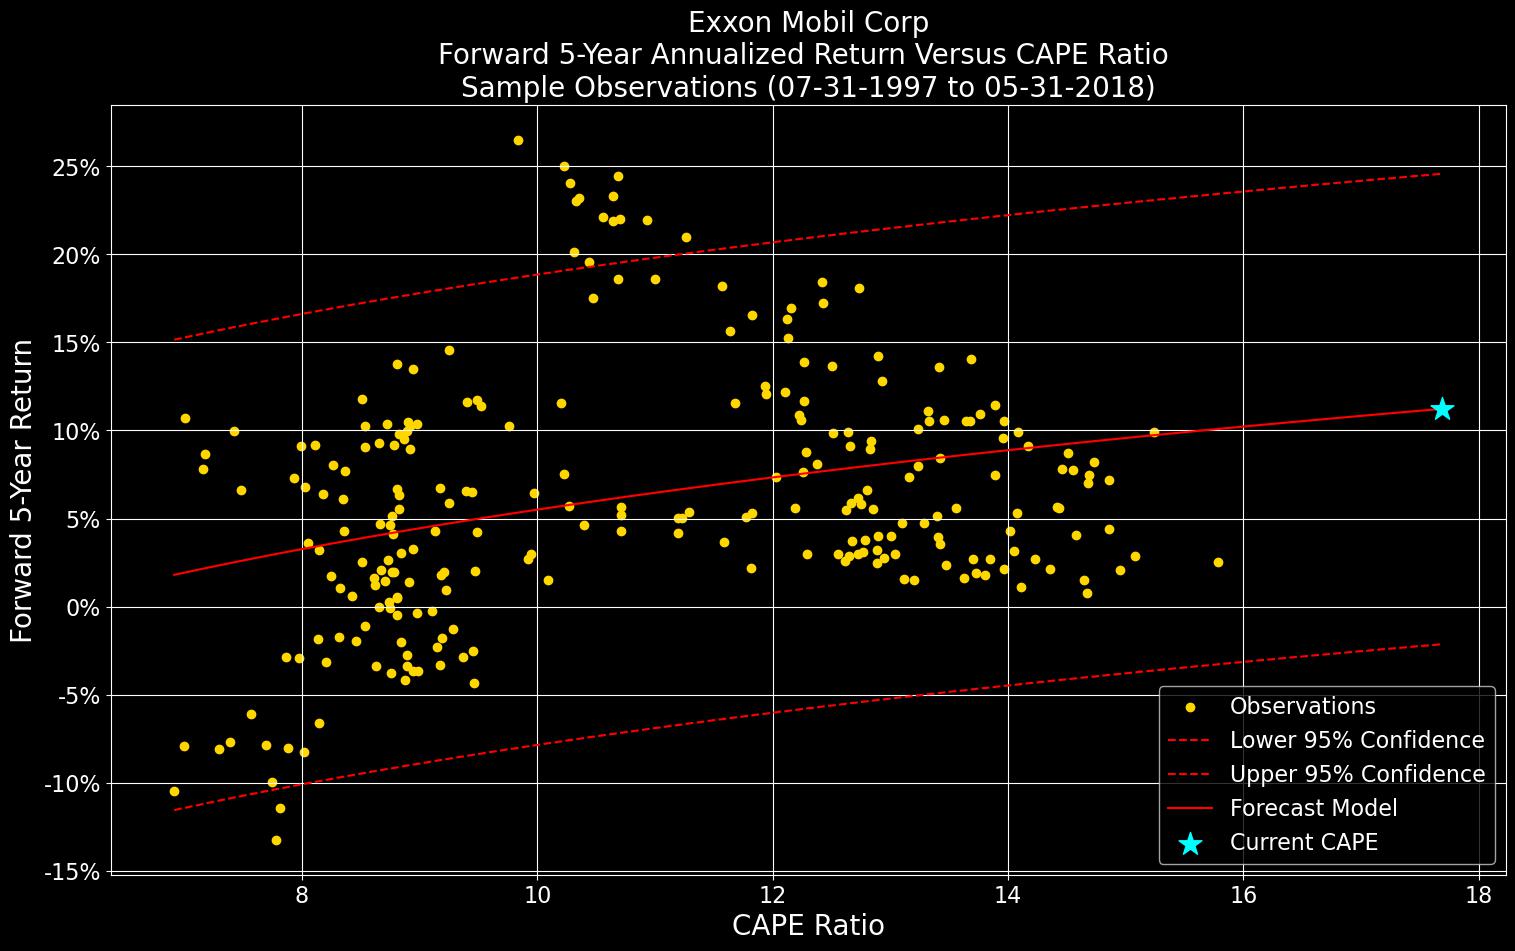 Exxon Mobil Corp
Forward 5-Year Annualized Return Versus CAPE Ratio
Sample Observations (07-31-1997 to 05-31-2018)
Forward 5-Year Return
25%
20%
15%
10%
5%
0%
-5%
-10%
-15%
Observations
Lower 95% Confidence
Upper 95% Confidence
Forecast Model
Current CAPE
8 10 12 14 16 18
CAPE Ratio